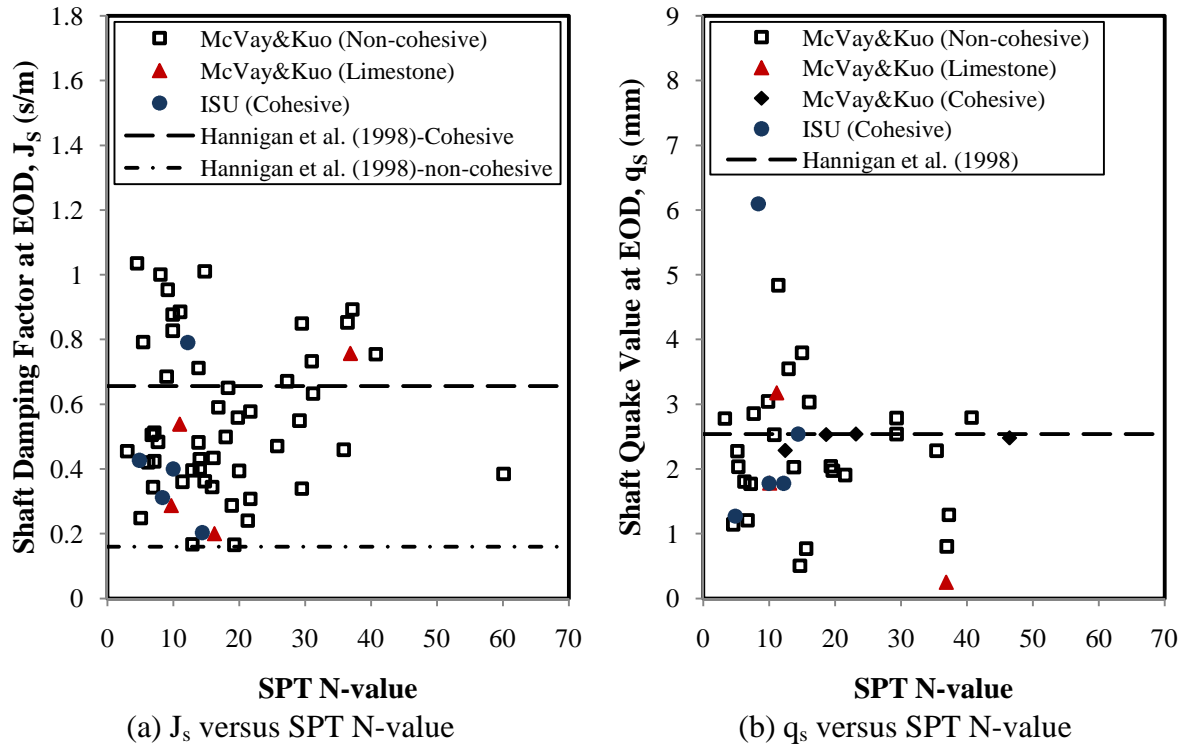 Shaft Damping Factor at EOD, Js (s/m)
1.8
1.6
1.4
1.2
1
0.8
0.6
0.4
0.2
0
McVay&Kuo (Non-cohesive)
McVay&Kuo (Limestone)
ISU (Cohesive)
Hannigan et al. (1998)-Cohesive
Hannigan et al. (1998)-non-cohesive
0 10 20 30 40 50 60 70
SPT N-value
(a) Js versus SPT N-value
Shaft Quake Value at EOD, qs (mm)
9
8
7
6
5
4
3
2
1
0
McVay&Kuo (Non-cohesive)
McVay&Kuo (Limestone)
McVay&Kuo (Cohesive)
ISU (Cohesive)
Hannigan et al. (1998)
0 10 20 30 40 50 60 70
SPT N-value
(b) qs versus SPT N-value